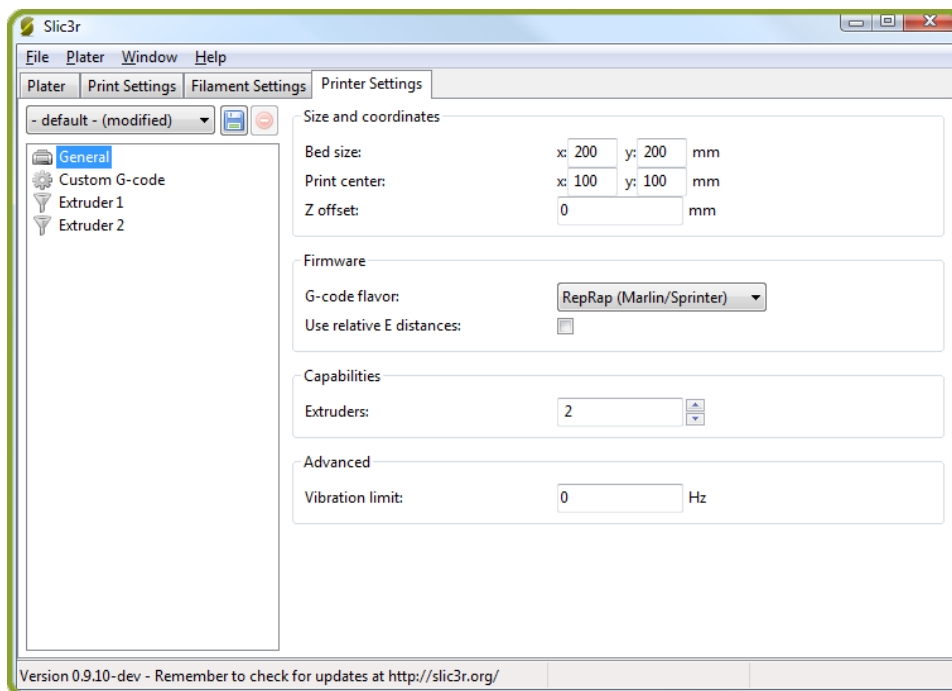 Slic3r
File Plater Window Help
Plater Print Settings Filament Settings Printer Settings
- default - (modified)
General
Custom G-code
Extruder 1
Extruder 2
Size and coordinates
Bed size: x: 200 y: 200 mm
Print center: x: 100 y: 100 mm
Z offset: 0 mm
Firmware
G-code flavor: RepRap (Marlin/Sprinter)
Use relative E distances:
Capabilities
Extruders: 2
Advanced
Vibration limit: 0 Hz
Version 0.9.10-dev - Remember to check for updates at http://slic3r.org/